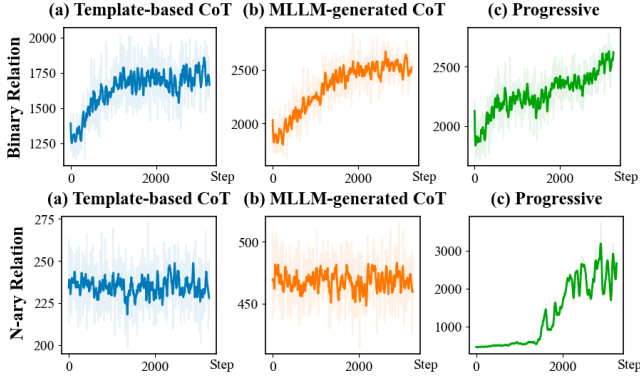 (a) Template-based CoT (b) MLLM-generated CoT (c) Progressive
Binary Relation
2000
1750
1500
1250
0 2000
2500
2000
0 2000
2500
2000
0 2000 Step
(a) Template-based CoT (b) MLLM-generated CoT (c) Progressive
N-ary Relation
275
250
225
200
0 2000 Step
500
450
0 2000 Step
3000
2000
1000
0 2000 Step